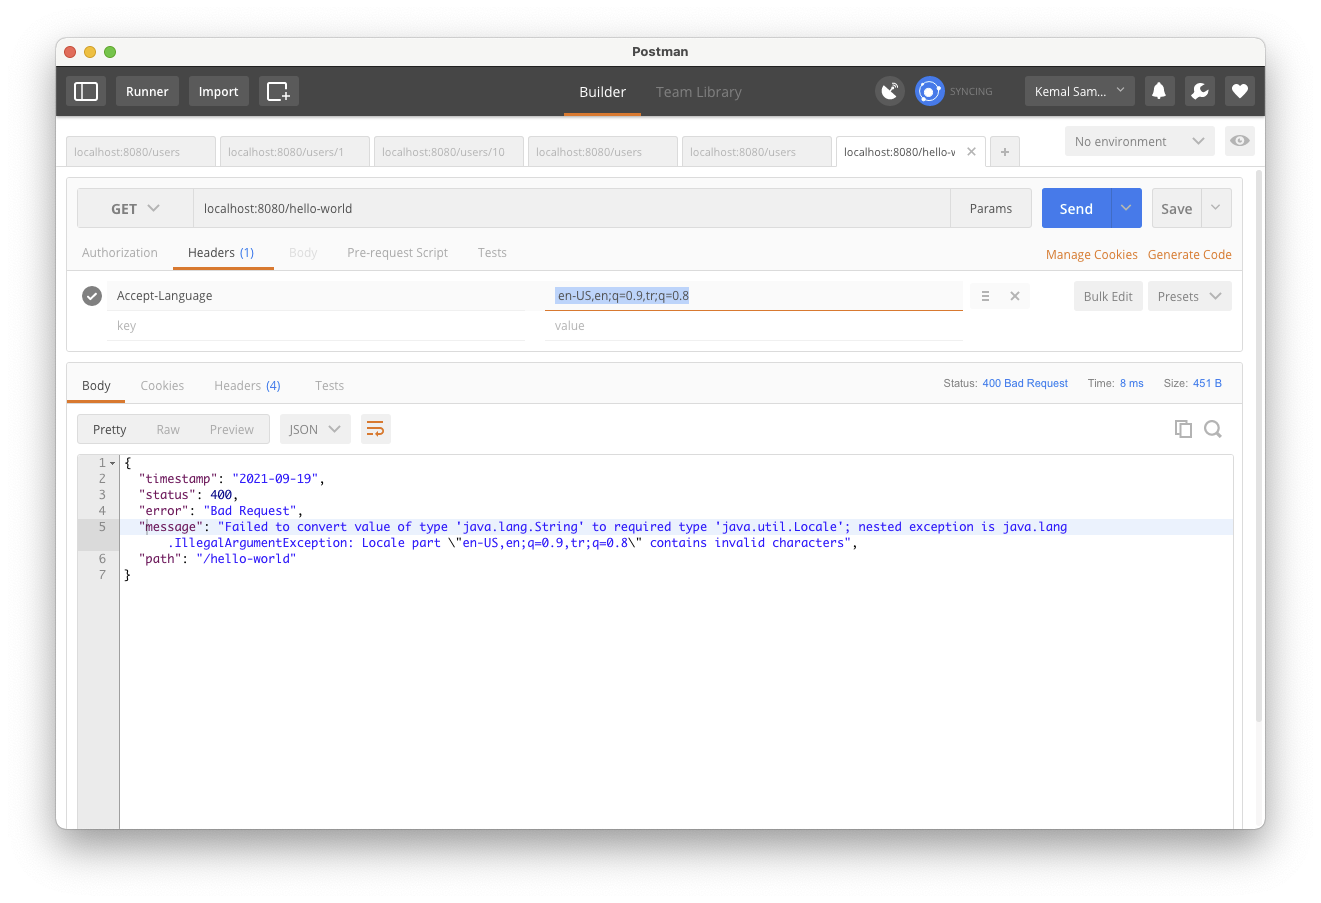 Postman
Runner
Import
Builder
Team Library
SYNCING
Kemal Sam...
localhost:8080/users
localhost:8080/users/1
localhost:8080/users/10
localhost:8080/users
localhost:8080/users
localhost:8080/hello-w
+
No environment
GET
localhost:8080/hello-world
Params
Send
Save
Authorization
Headers (1)
Body
Pre-request Script
Tests
Manage Cookies
Generate Code
Accept-Language
en-US,en;q=0.9,tr;q=0.8
Bulk Edit
Presets
key
value
Body
Cookies
Headers (4)
Tests
Status: 400 Bad Request
Time: 8 ms
Size: 451 B
Pretty
Raw
Preview
JSON
1 {
2 "timestamp": "2021-09-19",
3 "status": 400,
4 "error": "Bad Request",
5 "message": "Failed to convert value of type 'java.lang.String' to required type 'java.util.Locale'; nested exception is java.lang
.IllegalArgumentException: Locale part \"en-US,en;q=0.9,tr;q=0.8\" contains invalid characters",
6 "path": "/hello-world"
7 }